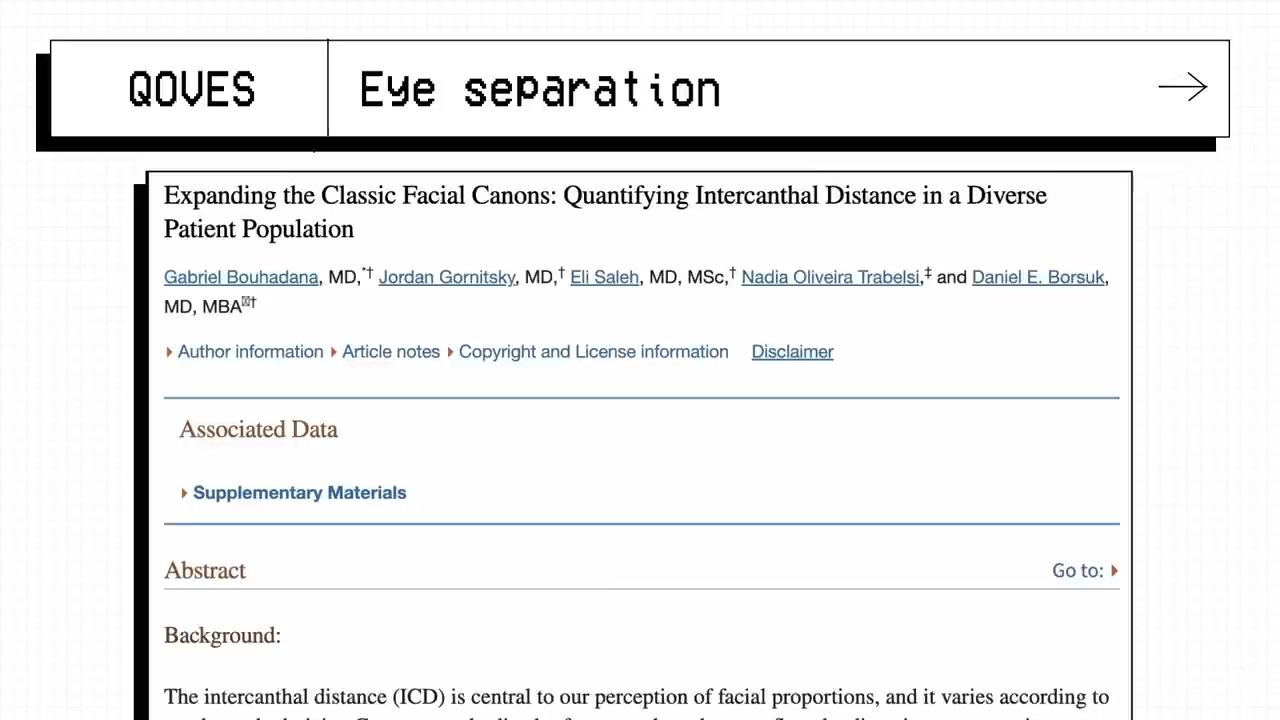 QOVES
Eye separation
Expanding the Classic Facial Canons: Quantifying Intercanthal Distance in a Diverse
Patient Population
Gabriel Bouhadana, MD,*† Jordan Gornitsky, MD,† Eli Saleh, MD, MSc,† Nadia Oliveira Trabelsi,‡ and Daniel E. Borsuk,
MD, MBA†
Author information Article notes Copyright and License information Disclaimer
Associated Data
Supplementary Materials
Abstract
Go to:
Background:
The intercanthal distance (ICD) is central to our perception of facial proportions, and it varies according to